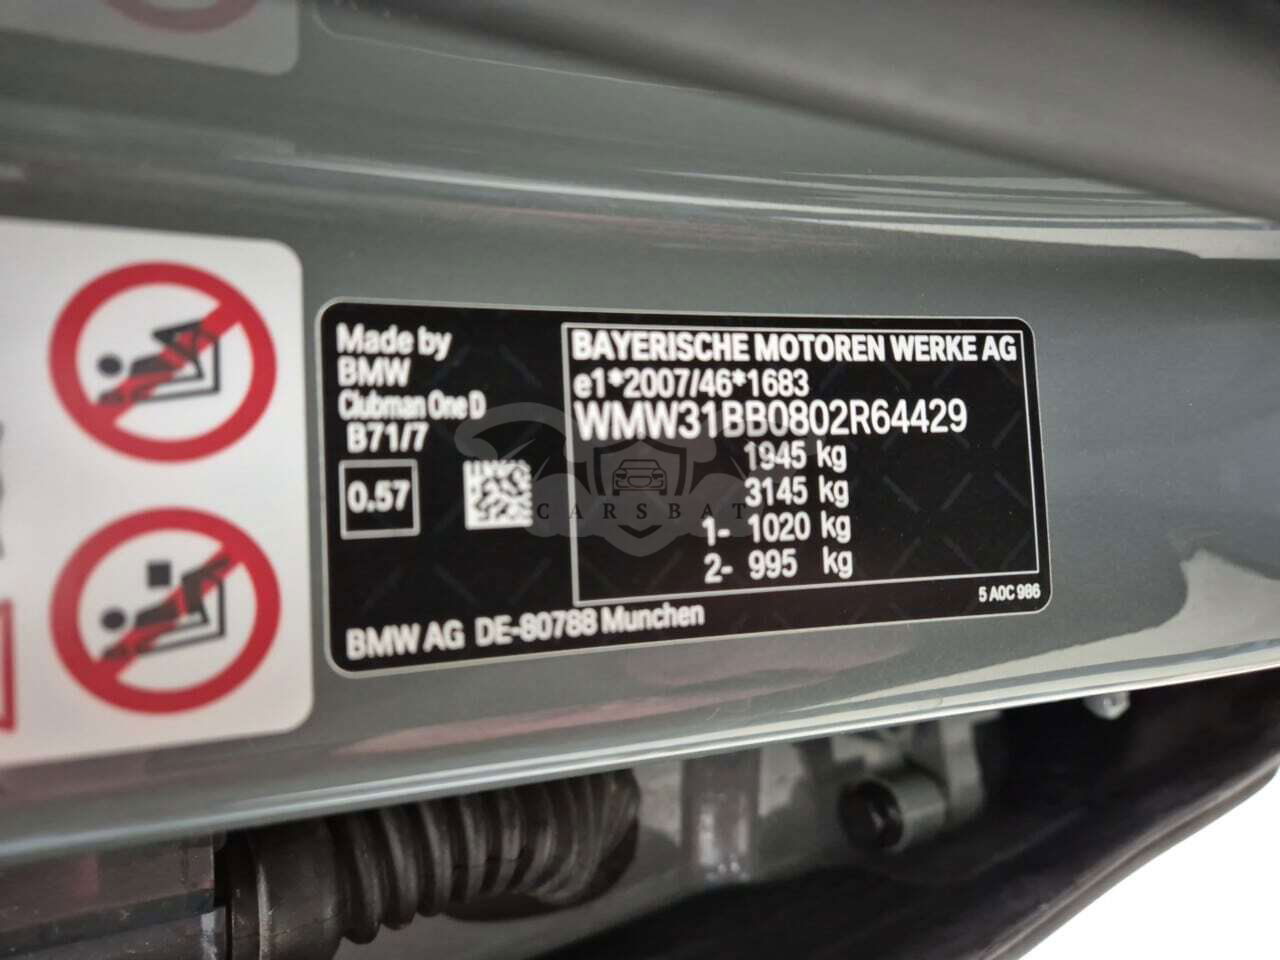 Made by
BMW
Clubman One D
B71/7
0.57
BAYERISCHE MOTOREN WERKE AG
e1*2007/46*1683
WMW31BB0802R64429
1945 kg
3145 kg
1- 1020 kg
2- 995 kg
CARSBAT
5 A0C 986
BMW AG DE-80788 Munchen